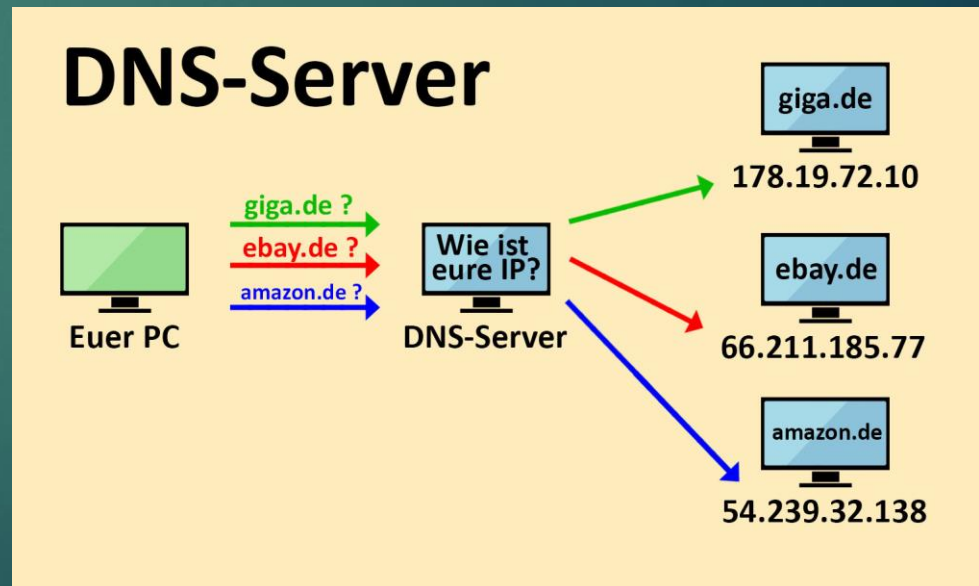 DNS-Server
giga.de ?
ebay.de ?
amazon.de ?
Euer PC
Wie ist
eure IP?
DNS-Server
giga.de
178.19.72.10
ebay.de
66.211.185.77
amazon.de
54.239.32.138